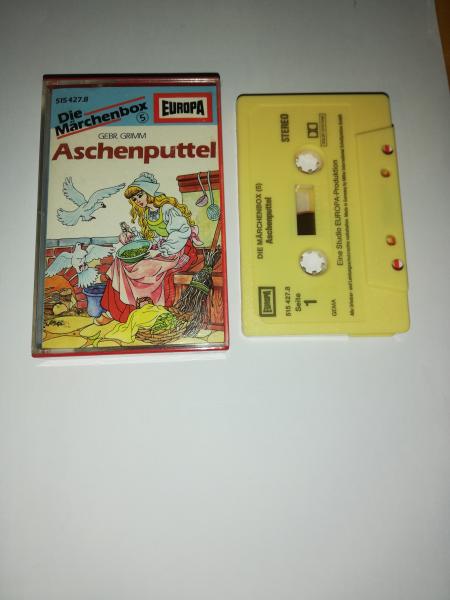 515 427.8
Die
Märchenbox 5
EUROPA
GEBR. GRIMM
Aschenputtel
STEREO
DIE MÄRCHENBOX (5)
Aschenputtel
Eine Studio EUROPA-Produktion
EUROPA
515 427.8
Seite
1
GEMA